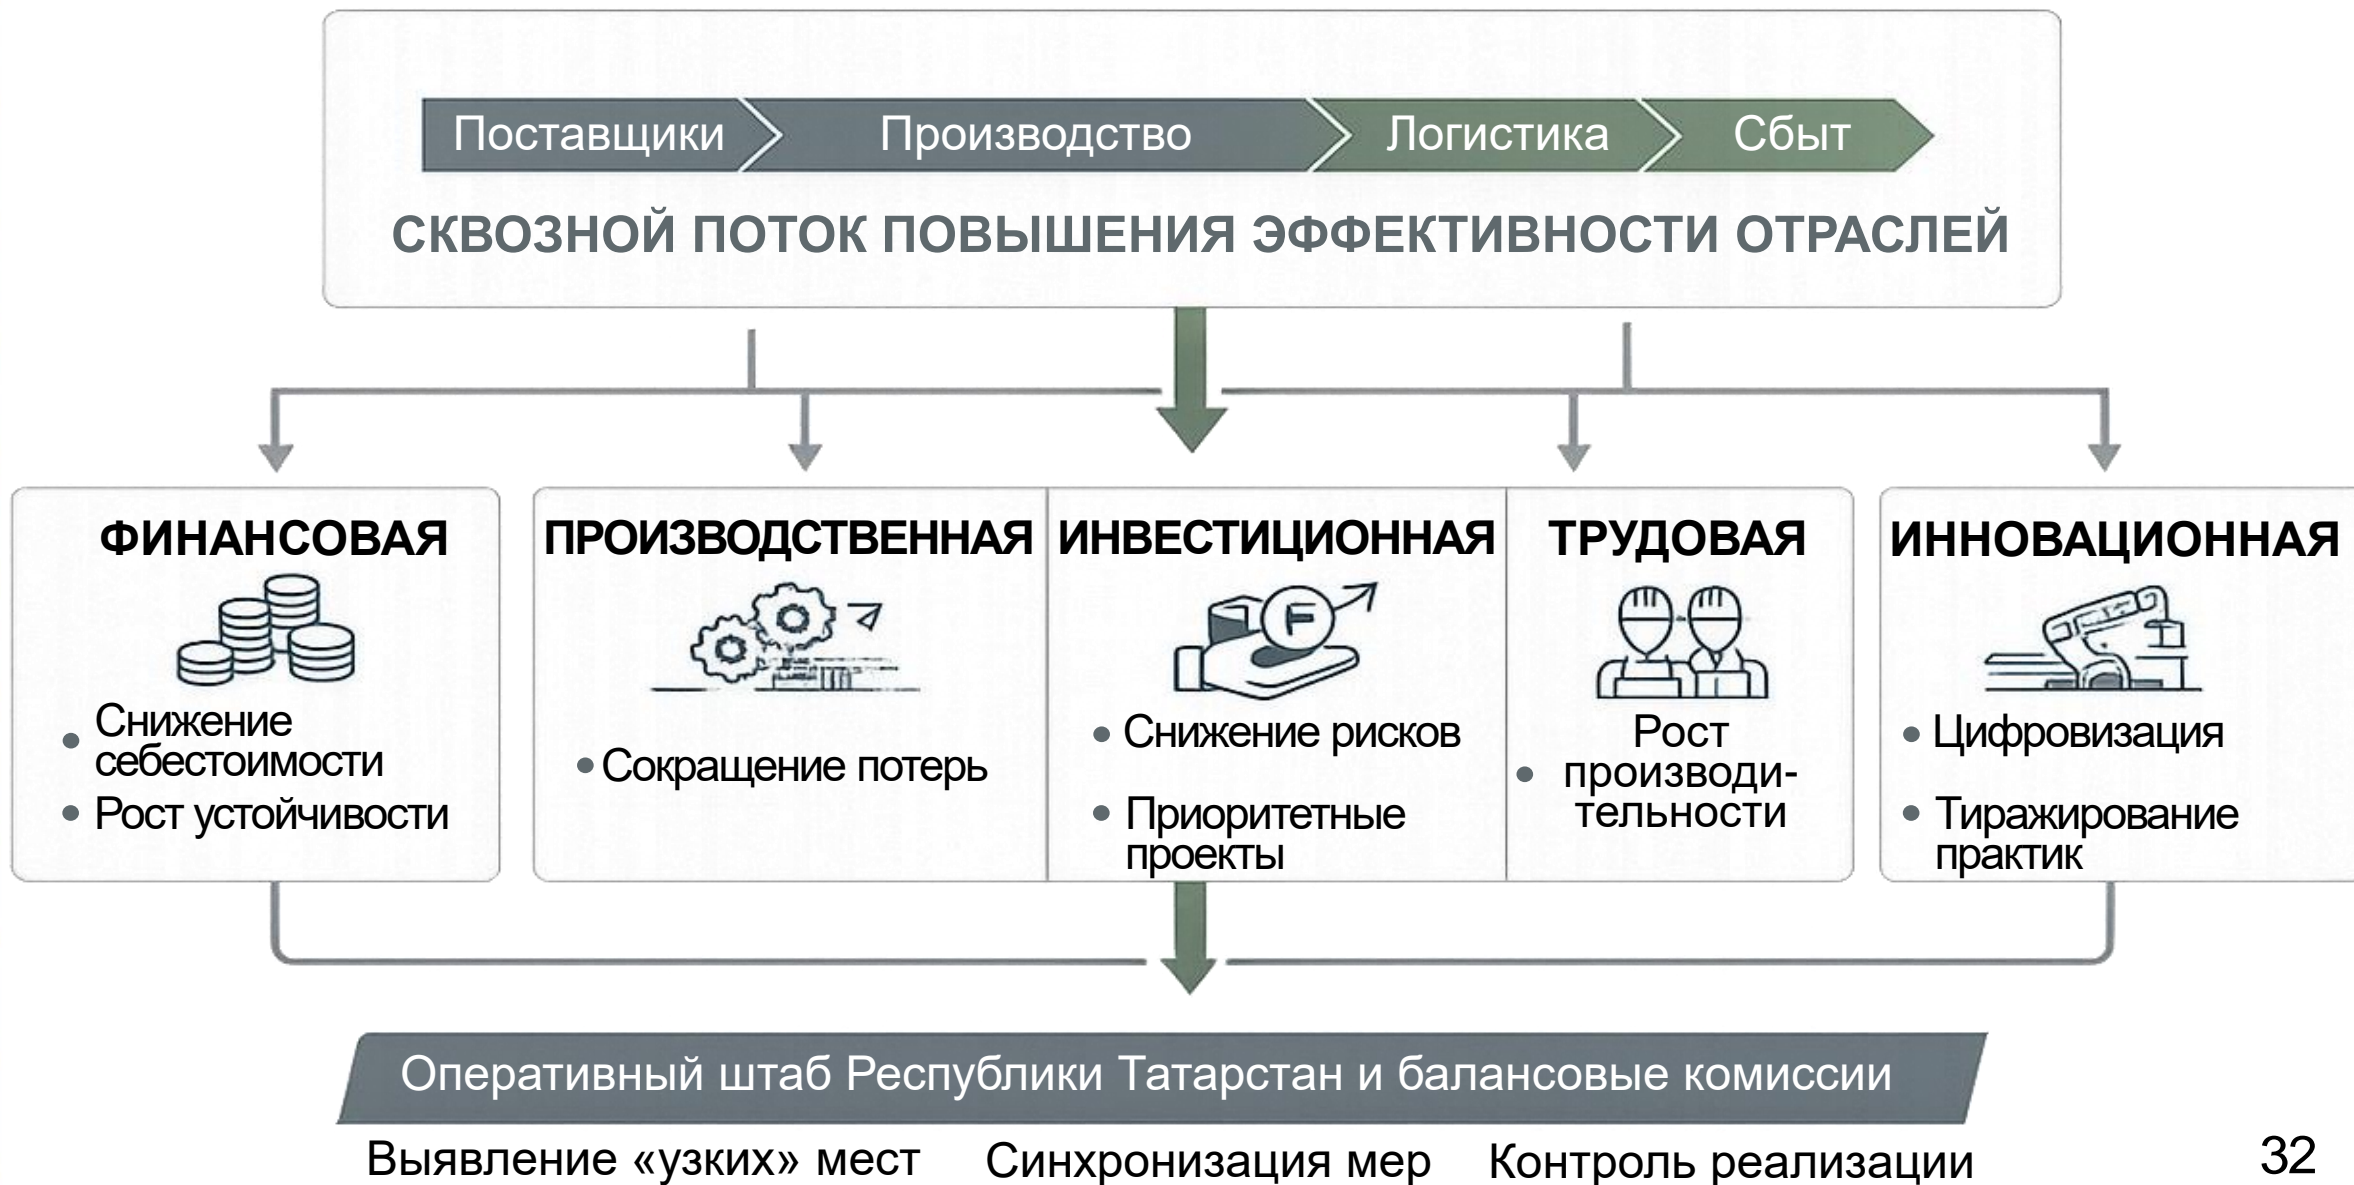 Поставщики Производство Логистика Сбыт
СКВОЗНОЙ ПОТОК ПОВЫШЕНИЯ ЭФФЕКТИВНОСТИ ОТРАСЛЕЙ
ФИНАНСОВАЯ
• Снижение
себестоимости
• Рост устойчивости
ПРОИЗВОДСТВЕННАЯ
• Сокращение потерь
ИНВЕСТИЦИОННАЯ
F
• Снижение рисков
• Приоритетные
проекты
ТРУДОВАЯ
Рост
• производи-
тельности
ИННОВАЦИОННАЯ
• Цифровизация
• Тиражирование
практик
Оперативный штаб Республики Татарстан и балансовые комиссии
Выявление «узких» мест Синхронизация мер Контроль реализации
32